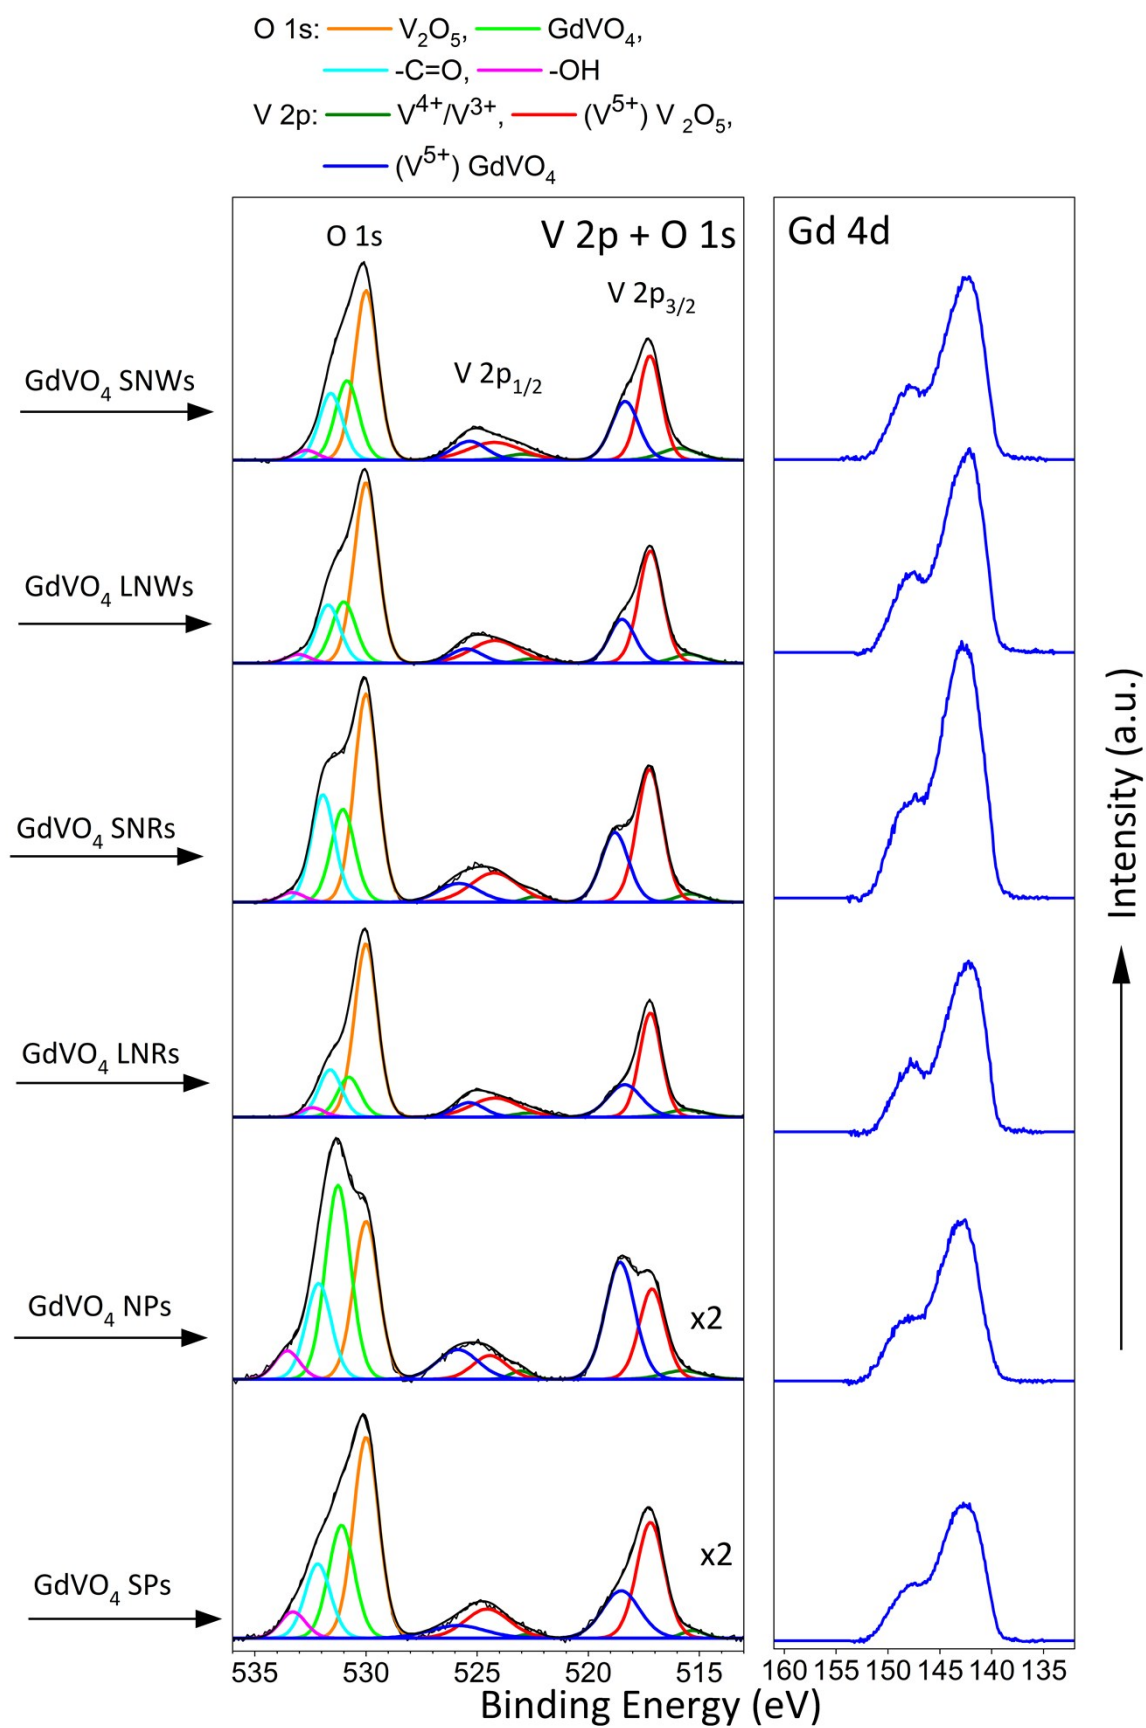 O 1s: V₂O₅, GdVO₄,
-C=O, -OH
V 2p: V⁴⁺/V³⁺, (V⁵⁺) V ₂O₅,
(V⁵⁺) GdVO₄
O 1s
V 2p + O 1s
Gd 4d
V 2p₃/₂
V 2p₁/₂
GdVO₄ SNWs
GdVO₄ LNWs
GdVO₄ SNRs
GdVO₄ LNRs
GdVO₄ NPs
x2
GdVO₄ SPs
x2
Intensity (a.u.)
535 530 525 520 515
160 155 150 145 140 135
Binding Energy (eV)